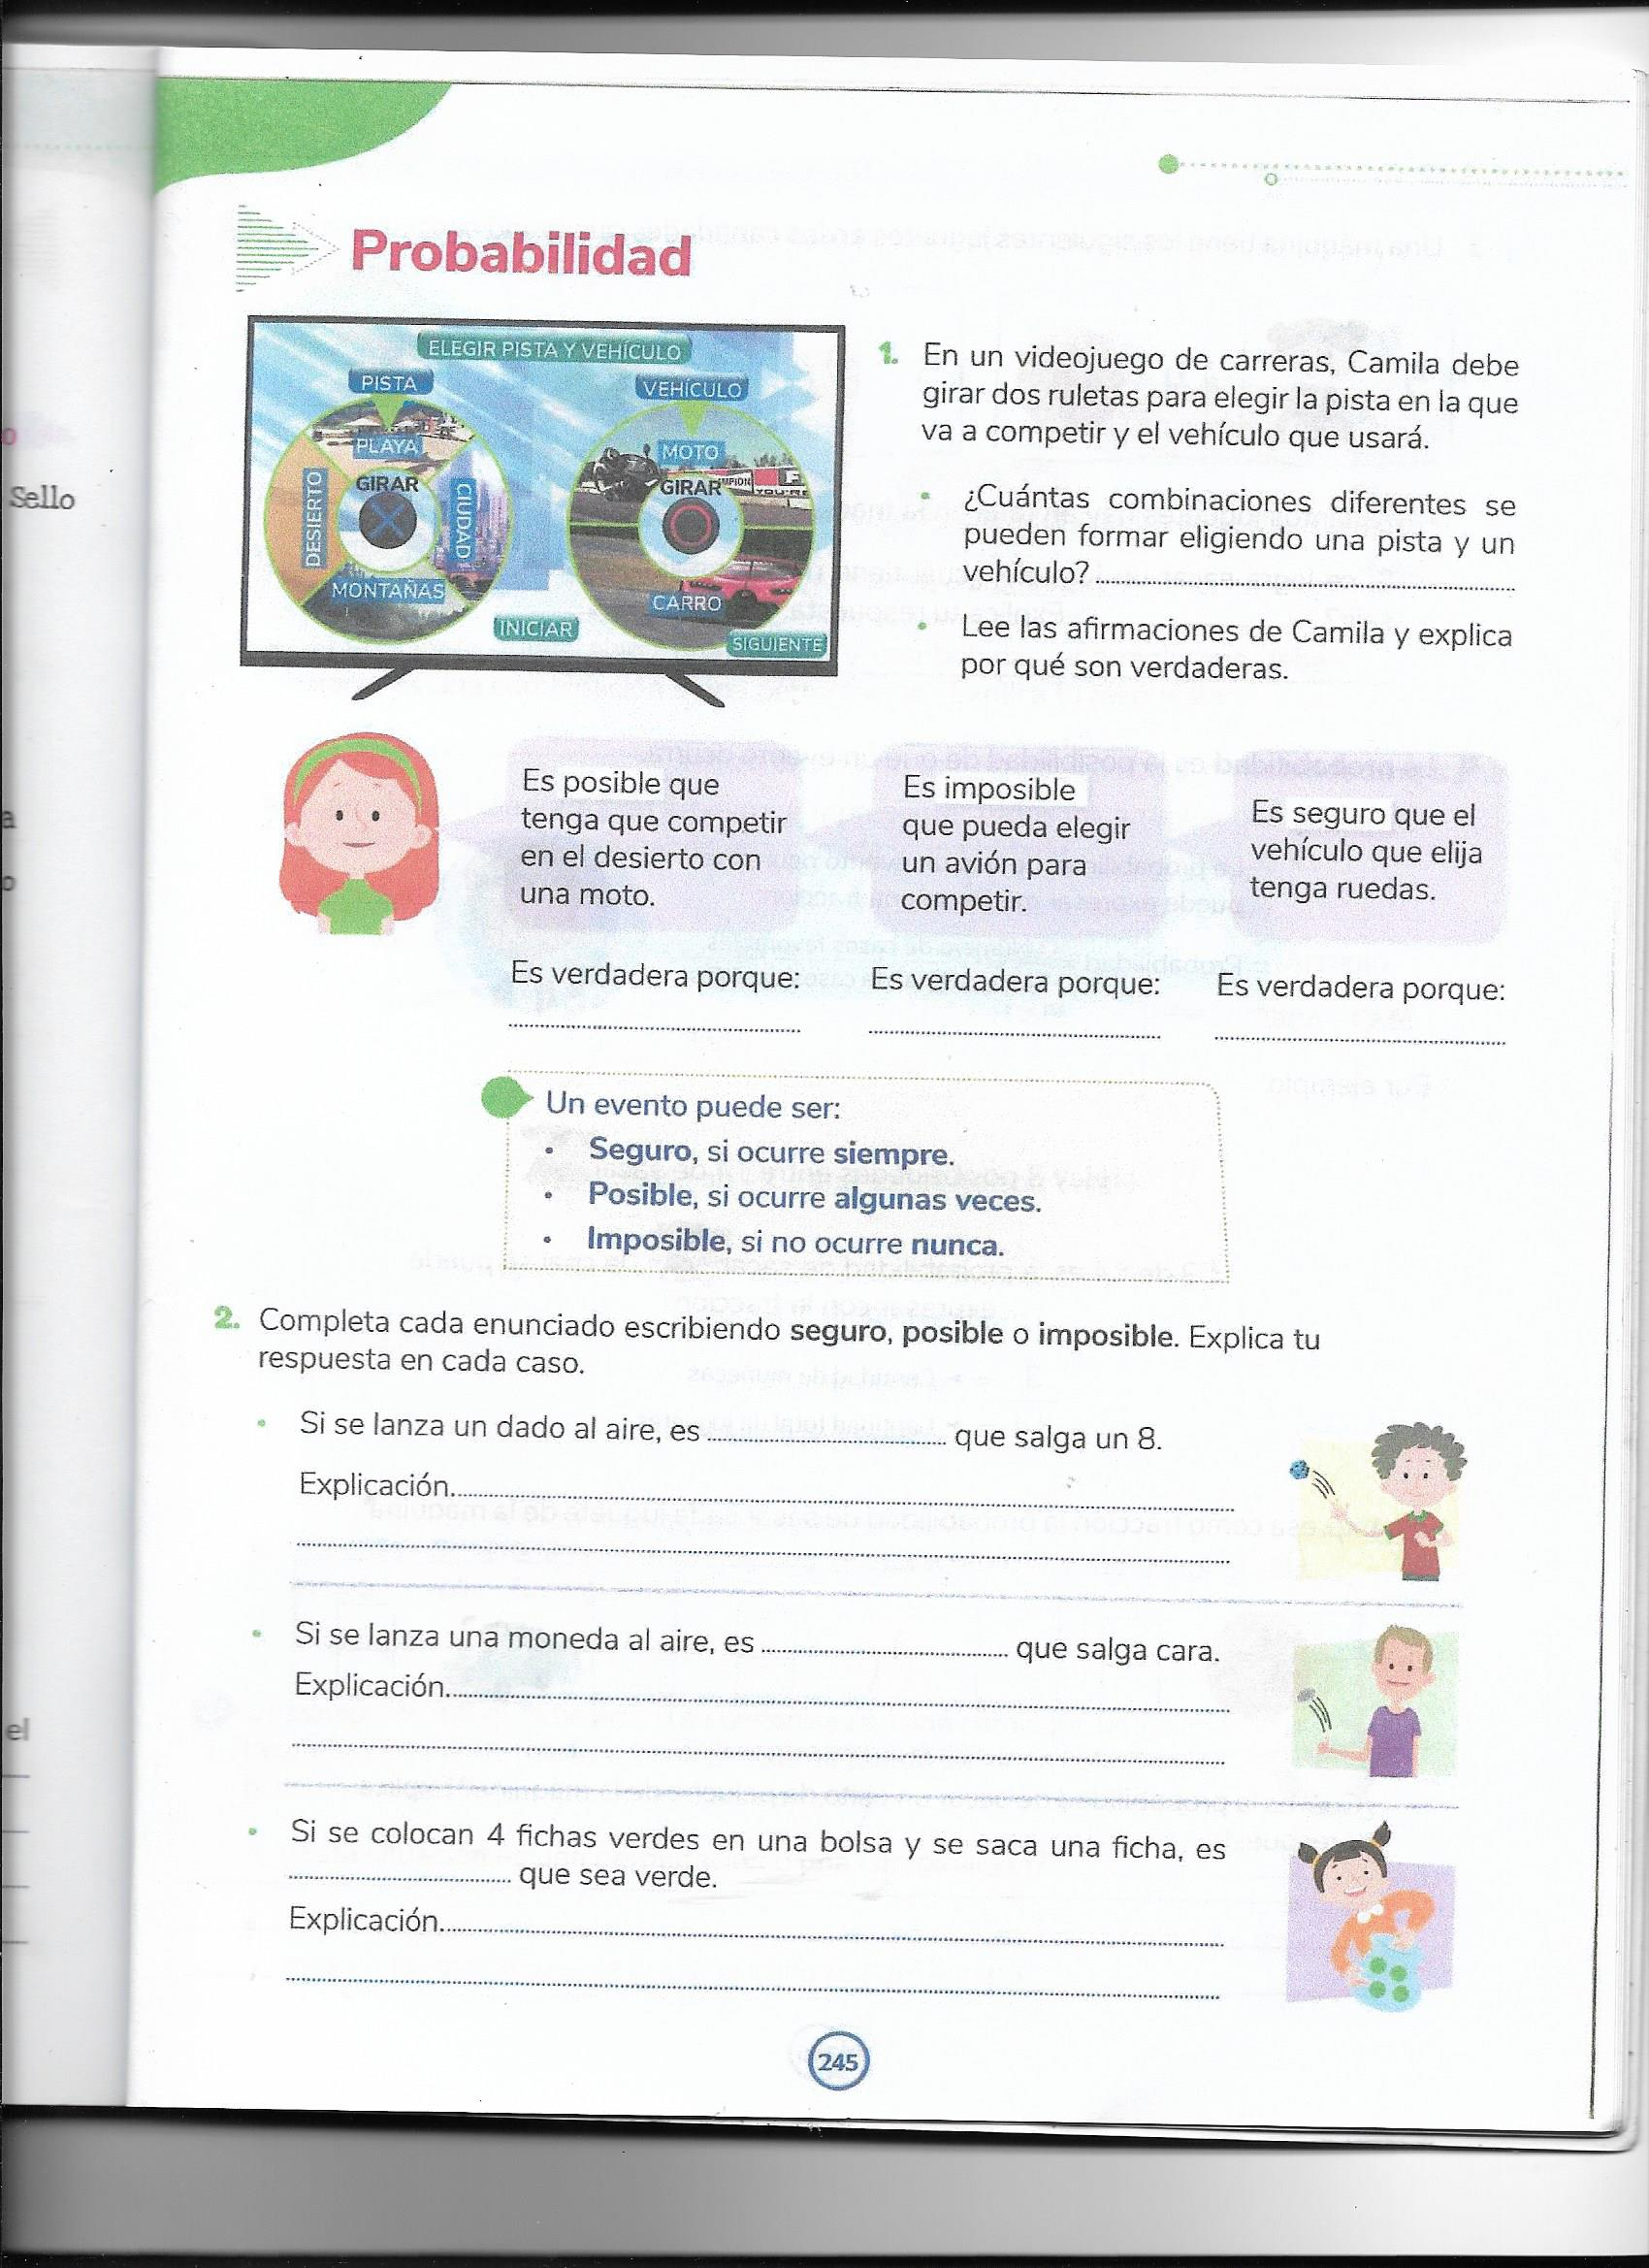 Probabilidad
ELEGIR PISTA Y VEHÍCULO
PISTA
VEHÍCULO
PLAYA
MOTO
GIRAR
GIRAR
DESIERTO
CIUDAD
MONTAÑAS
CARRO
INICIAR
SIGUIENTE
1. En un videojuego de carreras, Camila debe
girar dos ruletas para elegir la pista en la que
va a competir y el vehículo que usará.
• ¿Cuántas combinaciones diferentes se
pueden formar eligiendo una pista y un
vehículo?
• Lee las afirmaciones de Camila y explica
por qué son verdaderas.
Es posible que
tenga que competir
en el desierto con
una moto.
Es imposible
que pueda elegir
un avión para
competir.
Es seguro que el
vehículo que elija
tenga ruedas.
Es verdadera porque:
Es verdadera porque:
Es verdadera porque:
Un evento puede ser:
• Seguro, si ocurre siempre.
• Posible, si ocurre algunas veces.
• Imposible, si no ocurre nunca.
2. Completa cada enunciado escribiendo seguro, posible o imposible. Explica tu
respuesta en cada caso.
• Si se lanza un dado al aire, es que salga un 8.
Explicación.
• Si se lanza una moneda al aire, es que salga cara.
Explicación.
• Si se colocan 4 fichas verdes en una bolsa y se saca una ficha, es
que sea verde.
Explicación.
245
Sello
a
o
el